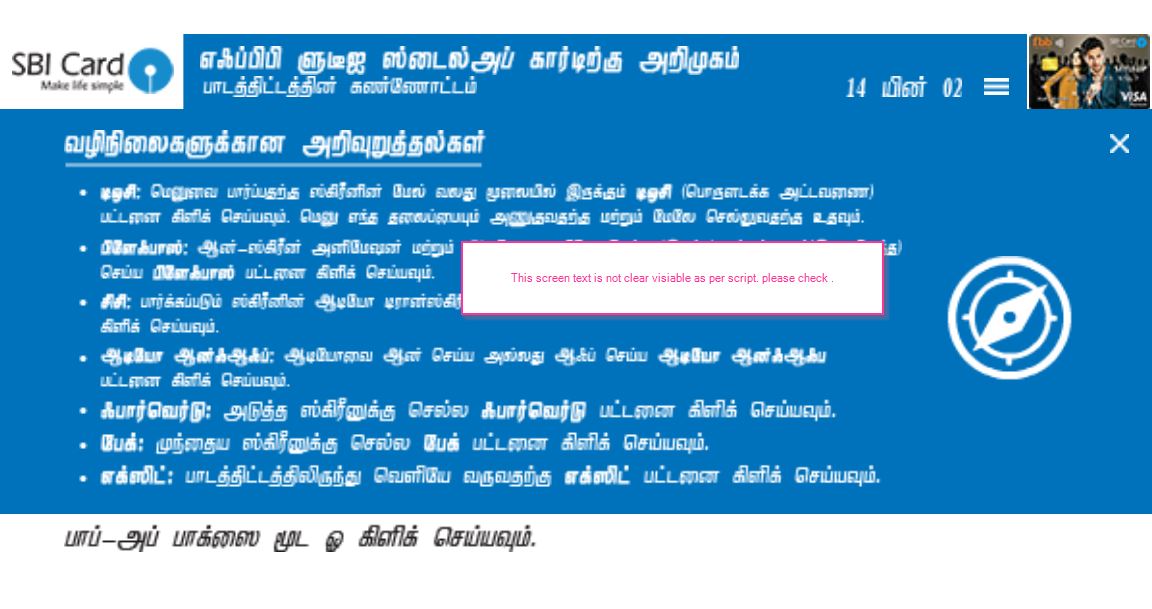 SBI Card
Make life simple
எஃப்பிபி ளுடீஐ ஸ்டைல்அப் கார்டிற்கு அறிமுகம்
பாடத்திட்டத்தின் கண்ணோட்டம்
14 யின் 02
VISA
வழிநிலைகளுக்கான அறிவுறுத்தல்கள்
• டிஓசி: மெனுவை பார்ப்பதற்கு ஸ்கிரீனின் மேல் வலது மூலையில் இருக்கும் டிஓசி (பொருளடக்க அட்டவணை)
பட்டனை கிளிக் செய்யவும். மெனு எந்த தலைப்பையும் அணுகுவதற்கு மற்றும் மேலே செல்லுவதற்கு உதவும்.
• பிளேஃபாஸ்: ஆன்-ஸ்கிரீன் அனிமேஷன் மற்றும்
செய்ய பிளேஃபாஸ் பட்டனை கிளிக் செய்யவும்.
This screen text is not clear visiable as per script. please check .
• சிசி: பார்க்கப்படும் ஸ்கிரீனின் ஆடியோ
கிளிக் செய்யவும்.
• ஆடியோ ஆன்ஃஆஃப்: ஆடியோவை ஆன் செய்ய அல்லது ஆஃப் செய்ய ஆடியோ ஆன்ஃஆஃப
பட்டனை கிளிக் செய்யவும்.
• ஃபார்வெர்டு: அடுத்த ஸ்கிரீனுக்கு செல்ல ஃபார்வெர்டு பட்டனை கிளிக் செய்யவும்.
• பேக்: முந்தைய ஸ்கிரீனுக்கு செல்ல பேக் பட்டனை கிளிக் செய்யவும்.
• எக்ஸிட்: பாடத்திட்டத்திலிருந்து வெளியே வருவதற்கு எக்ஸிட் பட்டனை கிளிக் செய்யவும்.
பாப்-அப் பாக்ஸை மூட ஓ கிளிக் செய்யவும்.